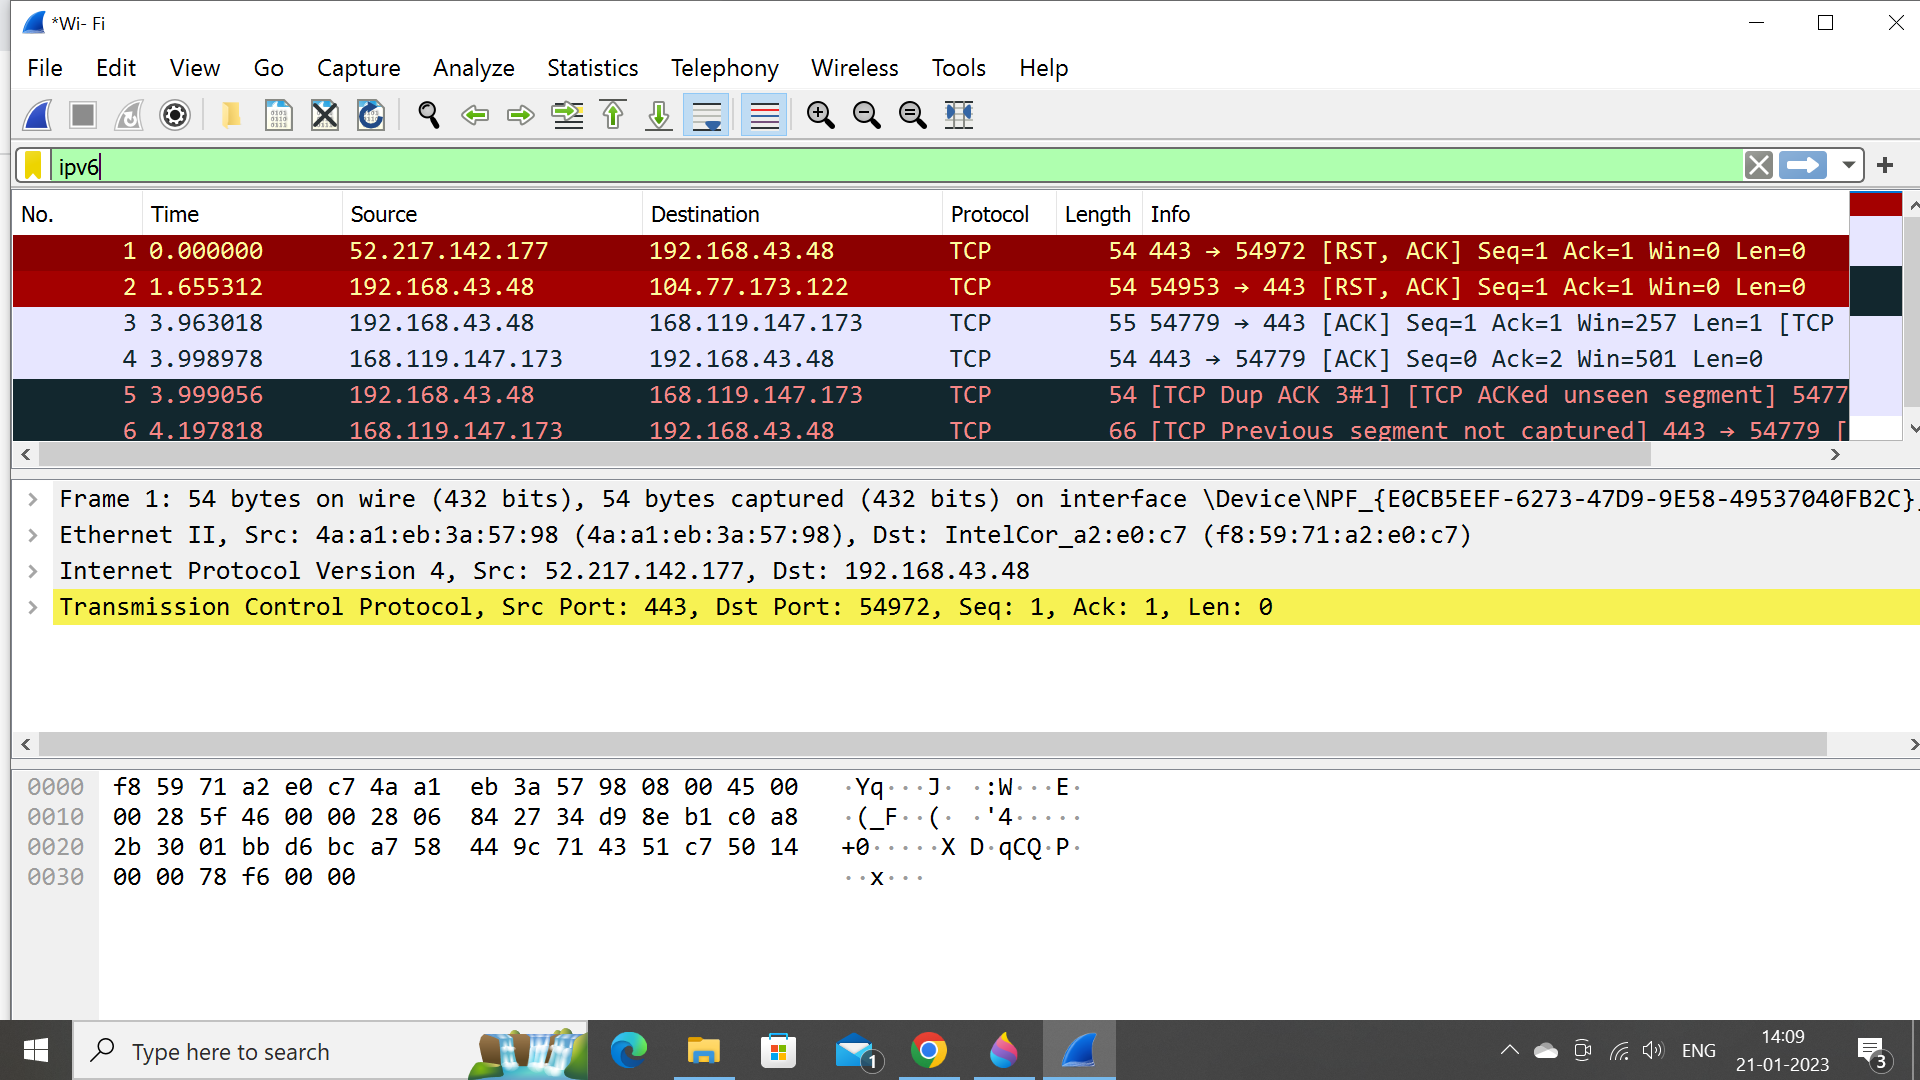 *Wi- Fi
File Edit View Go Capture Analyze Statistics Telephony Wireless Tools Help
ipv6
No. Time Source Destination Protocol Length Info
1 0.000000 52.217.142.177 192.168.43.48 TCP 54 443 → 54972 [RST, ACK] Seq=1 Ack=1 Win=0 Len=0
2 1.655312 192.168.43.48 104.77.173.122 TCP 54 54953 → 443 [RST, ACK] Seq=1 Ack=1 Win=0 Len=0
3 3.963018 192.168.43.48 168.119.147.173 TCP 55 54779 → 443 [ACK] Seq=1 Ack=1 Win=257 Len=1 [TCP
4 3.998978 168.119.147.173 192.168.43.48 TCP 54 443 → 54779 [ACK] Seq=0 Ack=2 Win=501 Len=0
5 3.999056 192.168.43.48 168.119.147.173 TCP 54 [TCP Dup ACK 3#1] [TCP ACKed unseen segment] 5477
6 4.197818 168.119.147.173 192.168.43.48 TCP 66 [TCP Previous segment not captured] 443 → 54779 [
Frame 1: 54 bytes on wire (432 bits), 54 bytes captured (432 bits) on interface \Device\NPF_{E0CB5EEF-6273-47D9-9E58-49537040FB2C},
Ethernet II, Src: 4a:a1:eb:3a:57:98 (4a:a1:eb:3a:57:98), Dst: IntelCor_a2:e0:c7 (f8:59:71:a2:e0:c7)
Internet Protocol Version 4, Src: 52.217.142.177, Dst: 192.168.43.48
Transmission Control Protocol, Src Port: 443, Dst Port: 54972, Seq: 1, Ack: 1, Len: 0
0000 f8 59 71 a2 e0 c7 4a a1 eb 3a 57 98 08 00 45 00 ·Yq···J· ·:W···E·
0010 00 28 5f 46 00 00 28 06 84 27 34 d9 8e b1 c0 a8 ·(_F··(· ·'4·····
0020 2b 30 01 bb d6 bc a7 58 44 9c 71 43 51 c7 50 14 +0·····X D·qCQ·P·
0030 00 00 78 f6 00 00 ··x···
Type here to search
1
ENG
14:09
21-01-2023
3